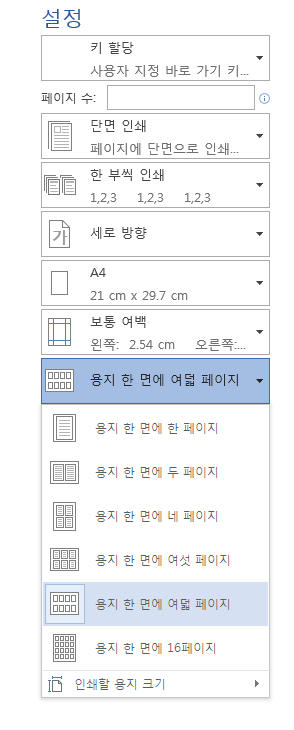 설정
키 할당
사용자 지정 바로 가기 키...
페이지 수:
단면 인쇄
페이지에 단면으로 인쇄...
한 부씩 인쇄
1,2,3 1,2,3 1,2,3
가
세로 방향
A4
21 cm x 29.7 cm
보통 여백
왼쪽: 2.54 cm 오른쪽:...
용지 한 면에 여덟 페이지
용지 한 면에 한 페이지
용지 한 면에 두 페이지
용지 한 면에 네 페이지
용지 한 면에 여섯 페이지
용지 한 면에 여덟 페이지
용지 한 면에 16페이지
인쇄할 용지 크기